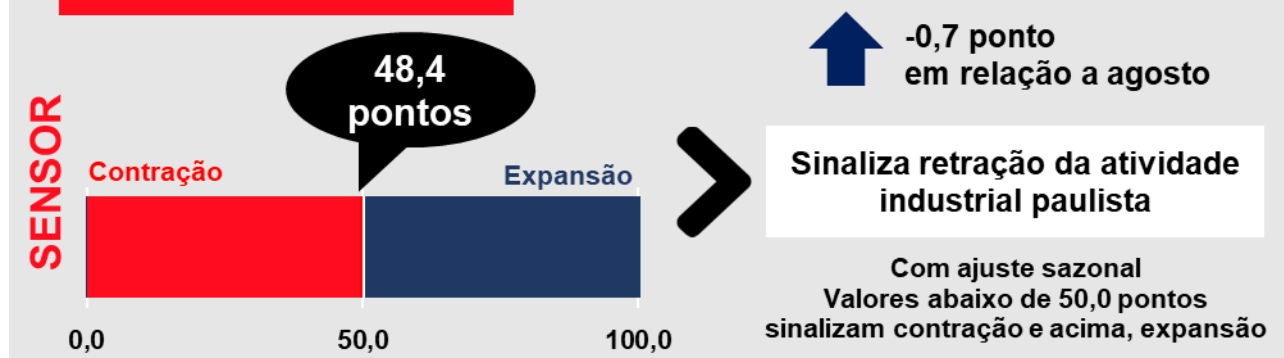 SENSOR
48,4
pontos
Contração
Expansão
0,0
50,0
100,0
-0,7 ponto
em relação a agosto
Sinaliza retração da atividade
industrial paulista
Com ajuste sazonal
Valores abaixo de 50,0 pontos
sinalizam contração e acima, expansão